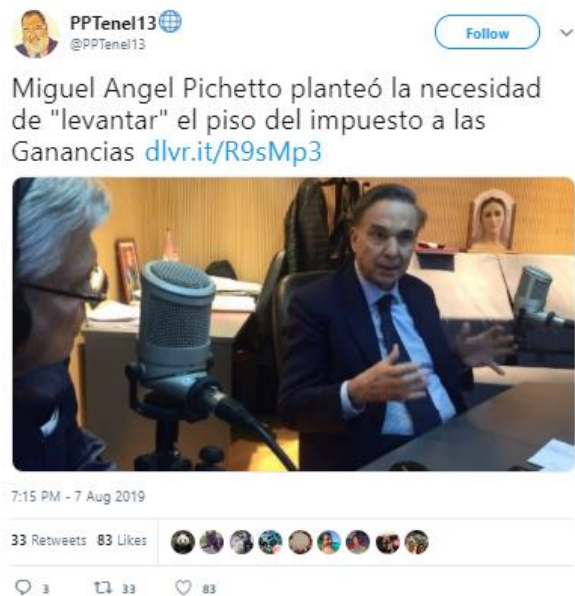 PPTenel13
@PPTenel13
Follow
Miguel Angel Pichetto planteó la necesidad
de "levantar" el piso del impuesto a las
Ganancias dlvr.it/R9sMp3
7:15 PM - 7 Aug 2019
33 Retweets 83 Likes
3 33 83